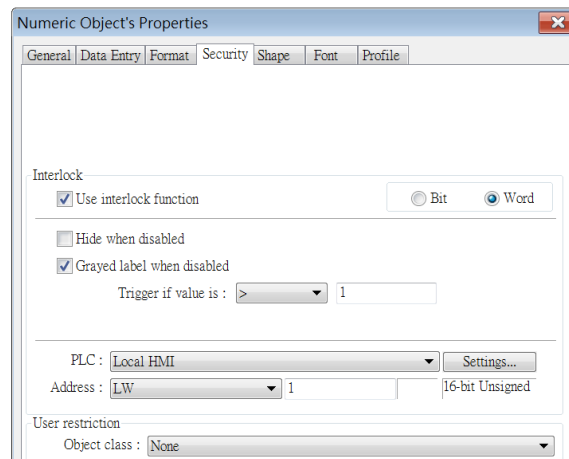 Numeric Object's Properties
General Data Entry Format Security Shape Font Profile
Interlock
Use interlock function Bit Word
Hide when disabled
Grayed label when disabled
Trigger if value is : > 1
PLC : Local HMI Settings...
Address : LW 1 16-bit Unsigned
User restriction
Object class : None